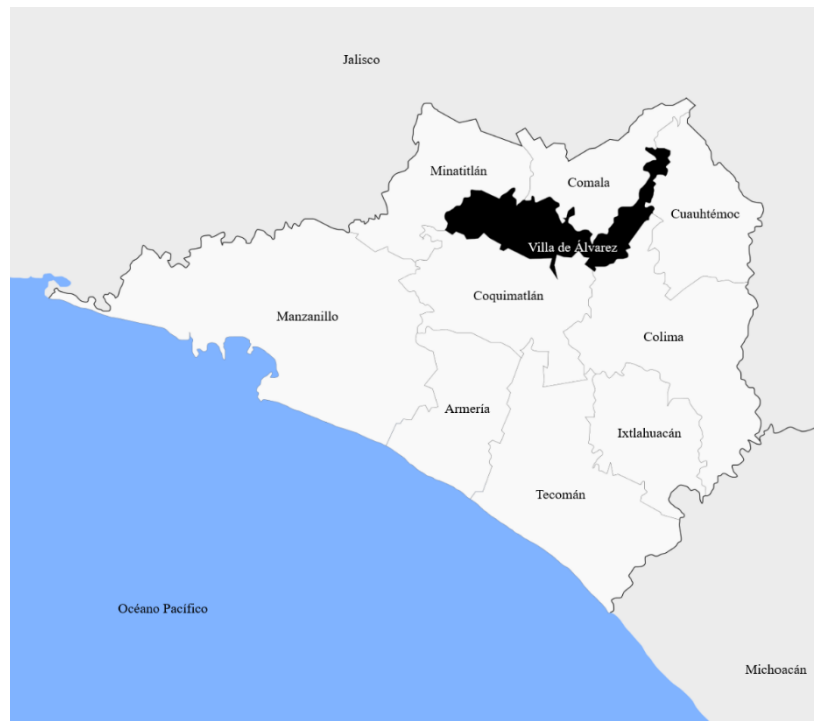 Jalisco
Minatitlán
Comala
Cuauhtémoc
Villa de Álvarez
Coquimatlán
Manzanillo
Colima
Armería
Ixtlahuacán
Tecomán
Océano Pacífico
Michoacán